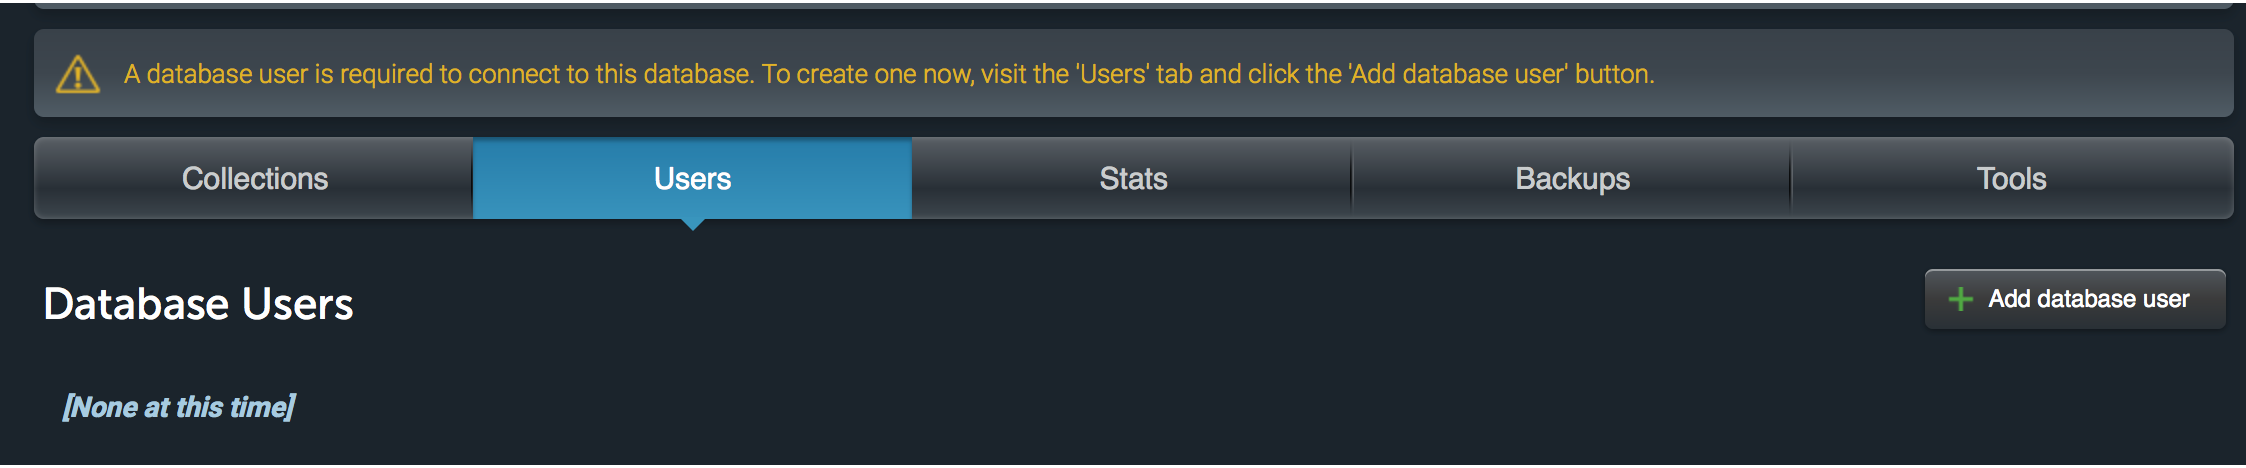 A database user is required to connect to this database. To create one now, visit the 'Users' tab and click the 'Add database user' button.
Collections
Users
Stats
Backups
Tools
Database Users
Add database user
[None at this time]